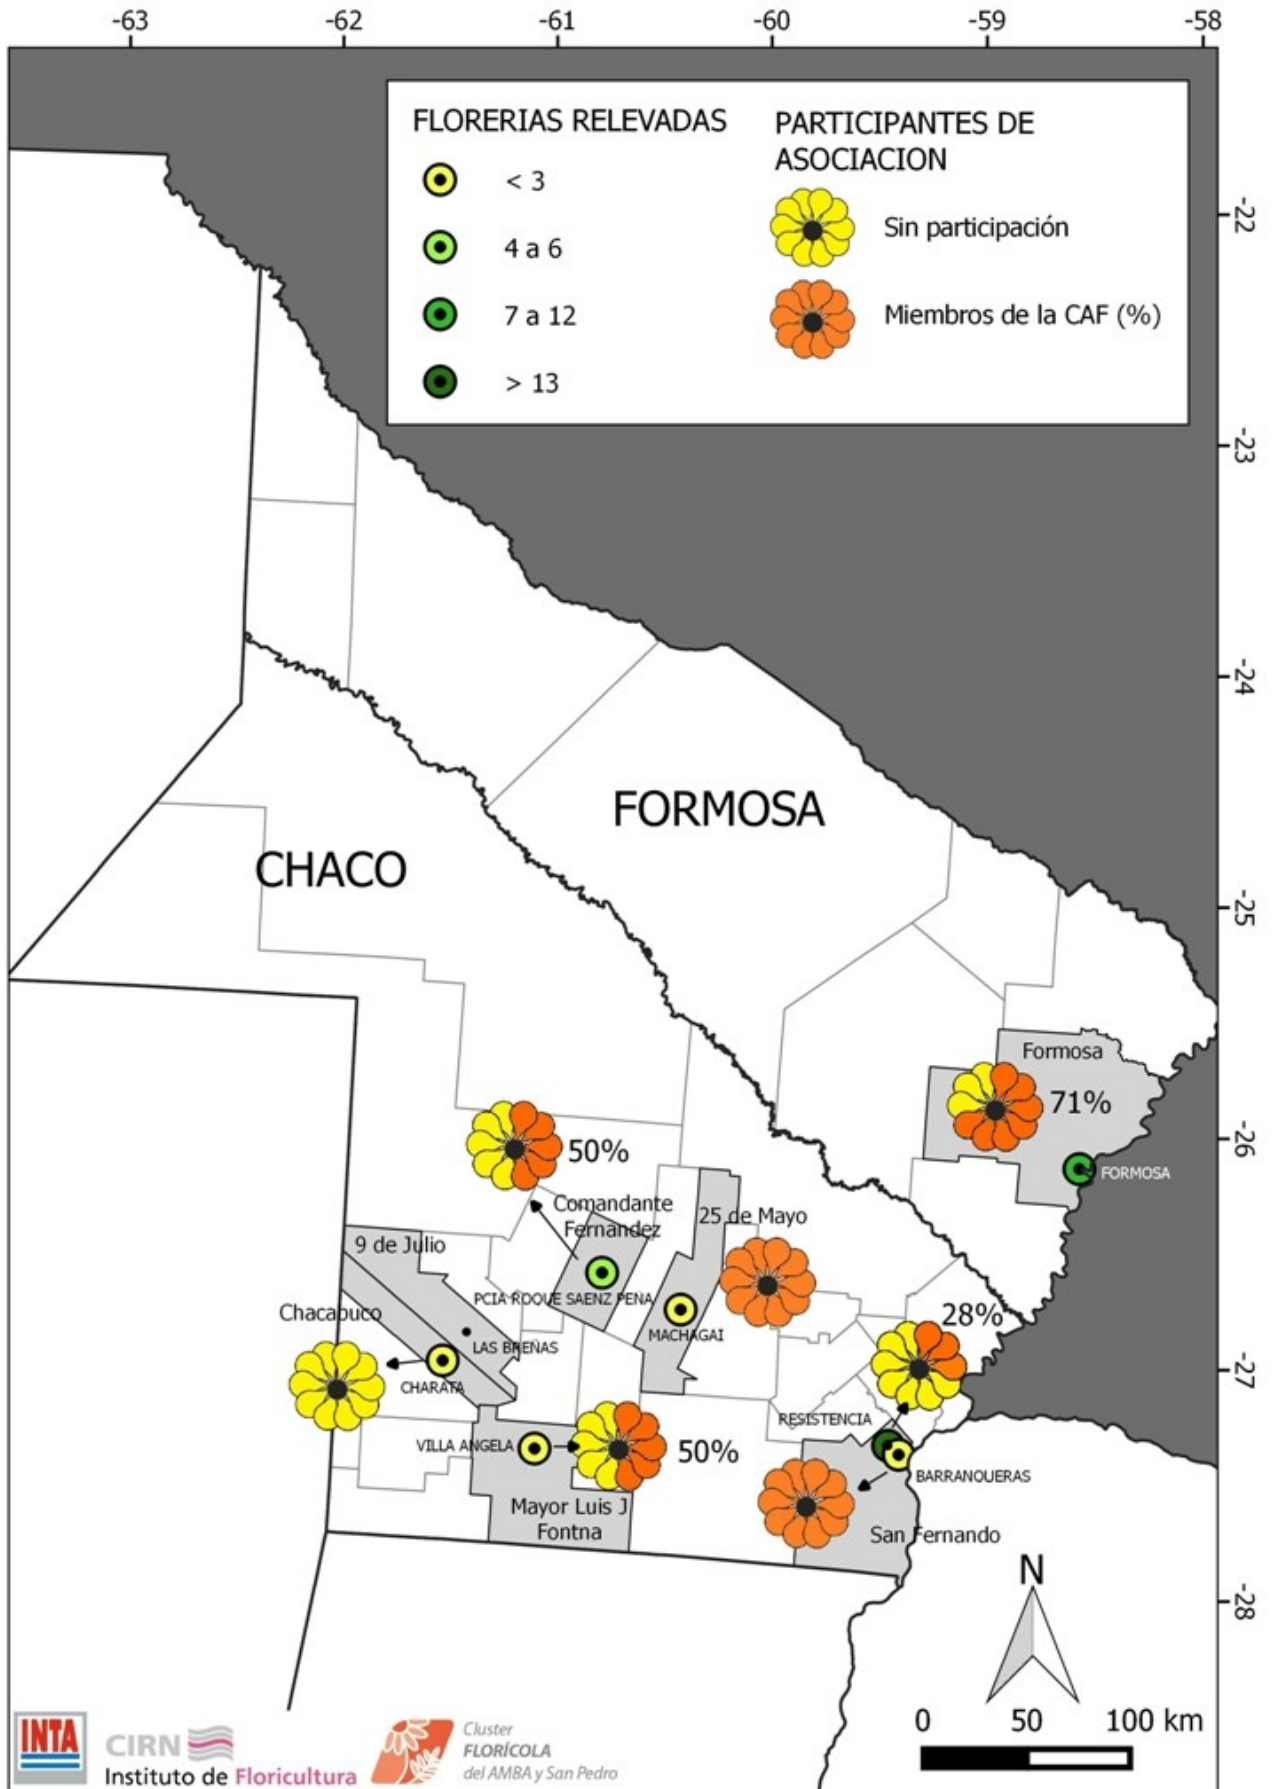 -63
-62
-61
-60
-59
-58
FLORERIAS RELEVADAS
< 3
4 a 6
7 a 12
> 13
PARTICIPANTES DE
ASOCIACION
Sin participación
Miembros de la CAF (%)
-22
-23
-24
-25
-26
-27
-28
FORMOSA
CHACO
Formosa
71%
FORMOSA
50%
Comandante
Fernandez
25 de Mayo
9 de Julio
PCIA ROQUE SAENZ PEÑA
Chacabuco
28%
MACHAGAI
LAS BREÑAS
CHARATA
RESISTENCIA
VILLA ANGELA
50%
BARRANQUERAS
Mayor Luis J
Fontna
San Fernando
N
0 50 100 km
INTA
CIRN
Instituto de Floricultura
Cluster
FLORÍCOLA
del AMBA y San Pedro